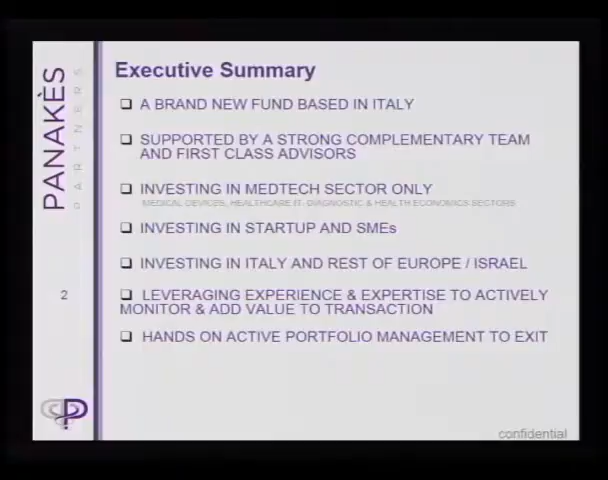 PANAKÈS
PARTNERS
Executive Summary
❑ A BRAND NEW FUND BASED IN ITALY
❑ SUPPORTED BY A STRONG COMPLEMENTARY TEAM
AND FIRST CLASS ADVISORS
❑ INVESTING IN MEDTECH SECTOR ONLY
MEDICAL DEVICES, HEALTHCARE IT, DIAGNOSTIC & HEALTH ECONOMICS SECTORS
❑ INVESTING IN STARTUP AND SMEs
❑ INVESTING IN ITALY AND REST OF EUROPE / ISRAEL
❑ LEVERAGING EXPERIENCE & EXPERTISE TO ACTIVELY
MONITOR & ADD VALUE TO TRANSACTION
❑ HANDS ON ACTIVE PORTFOLIO MANAGEMENT TO EXIT
2
confidential